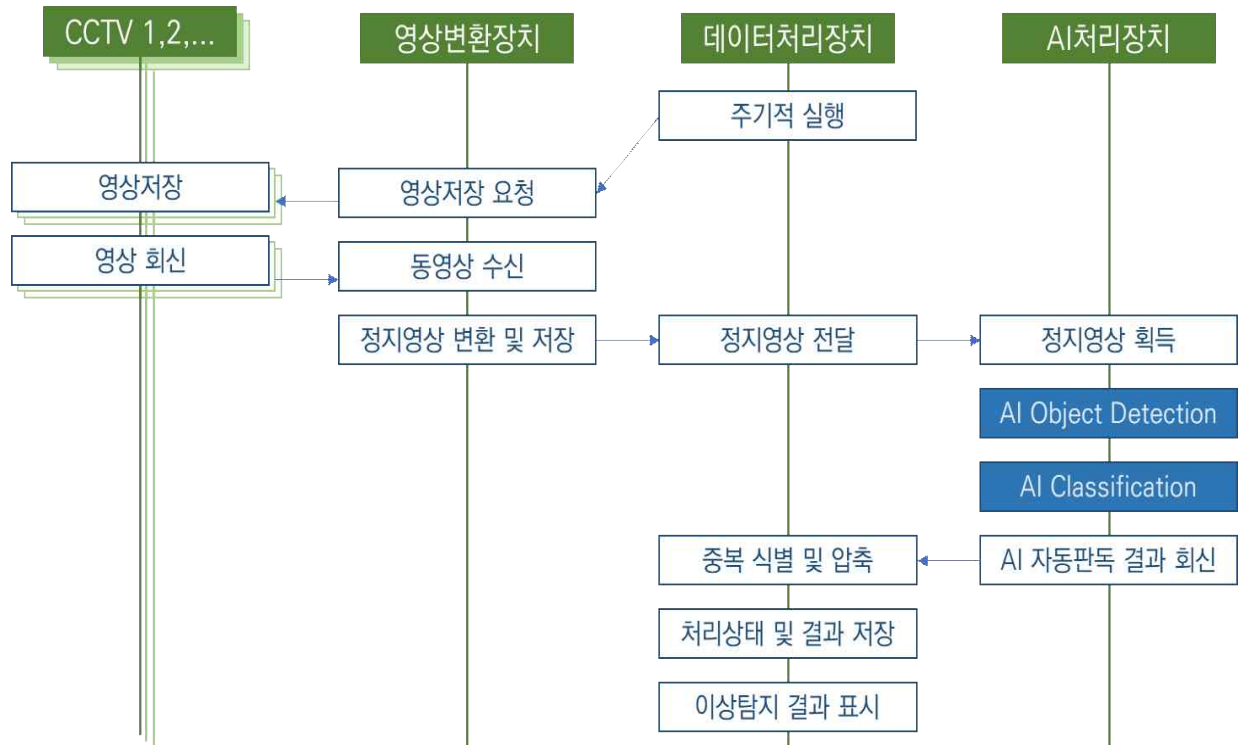 CCTV 1,2,...
영상변환장치
데이터처리장치
AI처리장치
주기적 실행
영상저장
영상저장 요청
영상 회신
동영상 수신
정지영상 변환 및 저장
정지영상 전달
정지영상 획득
AI Object Detection
AI Classification
중복 식별 및 압축
AI 자동판독 결과 회신
처리상태 및 결과 저장
이상탐지 결과 표시